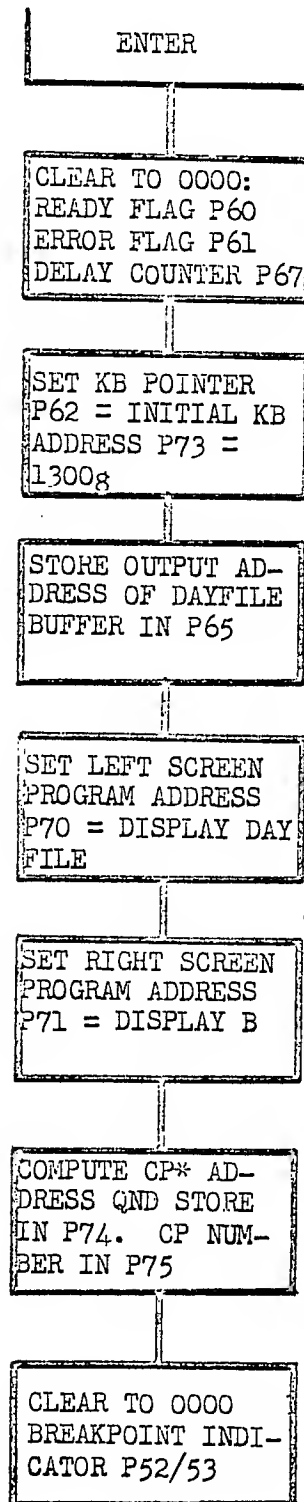 ENTER
CLEAR TO 0000:
READY FLAG P60
ERROR FLAG P61
DELAY COUNTER P67
SET KB POINTER
P62 = INITIAL KB
ADDRESS P73 =
1300₈
STORE OUTPUT AD-
DRESS OF DAYFILE
BUFFER IN P65
SET LEFT SCREEN
PROGRAM ADDRESS
P70 = DISPLAY DAY
FILE
SET RIGHT SCREEN
PROGRAM ADDRESS
P71 = DISPLAY B
COMPUTE CP* AD-
DRESS QND STORE
IN P74. CP NUM-
BER IN P75
CLEAR TO 0000
BREAKPOINT INDI-
CATOR P52/53